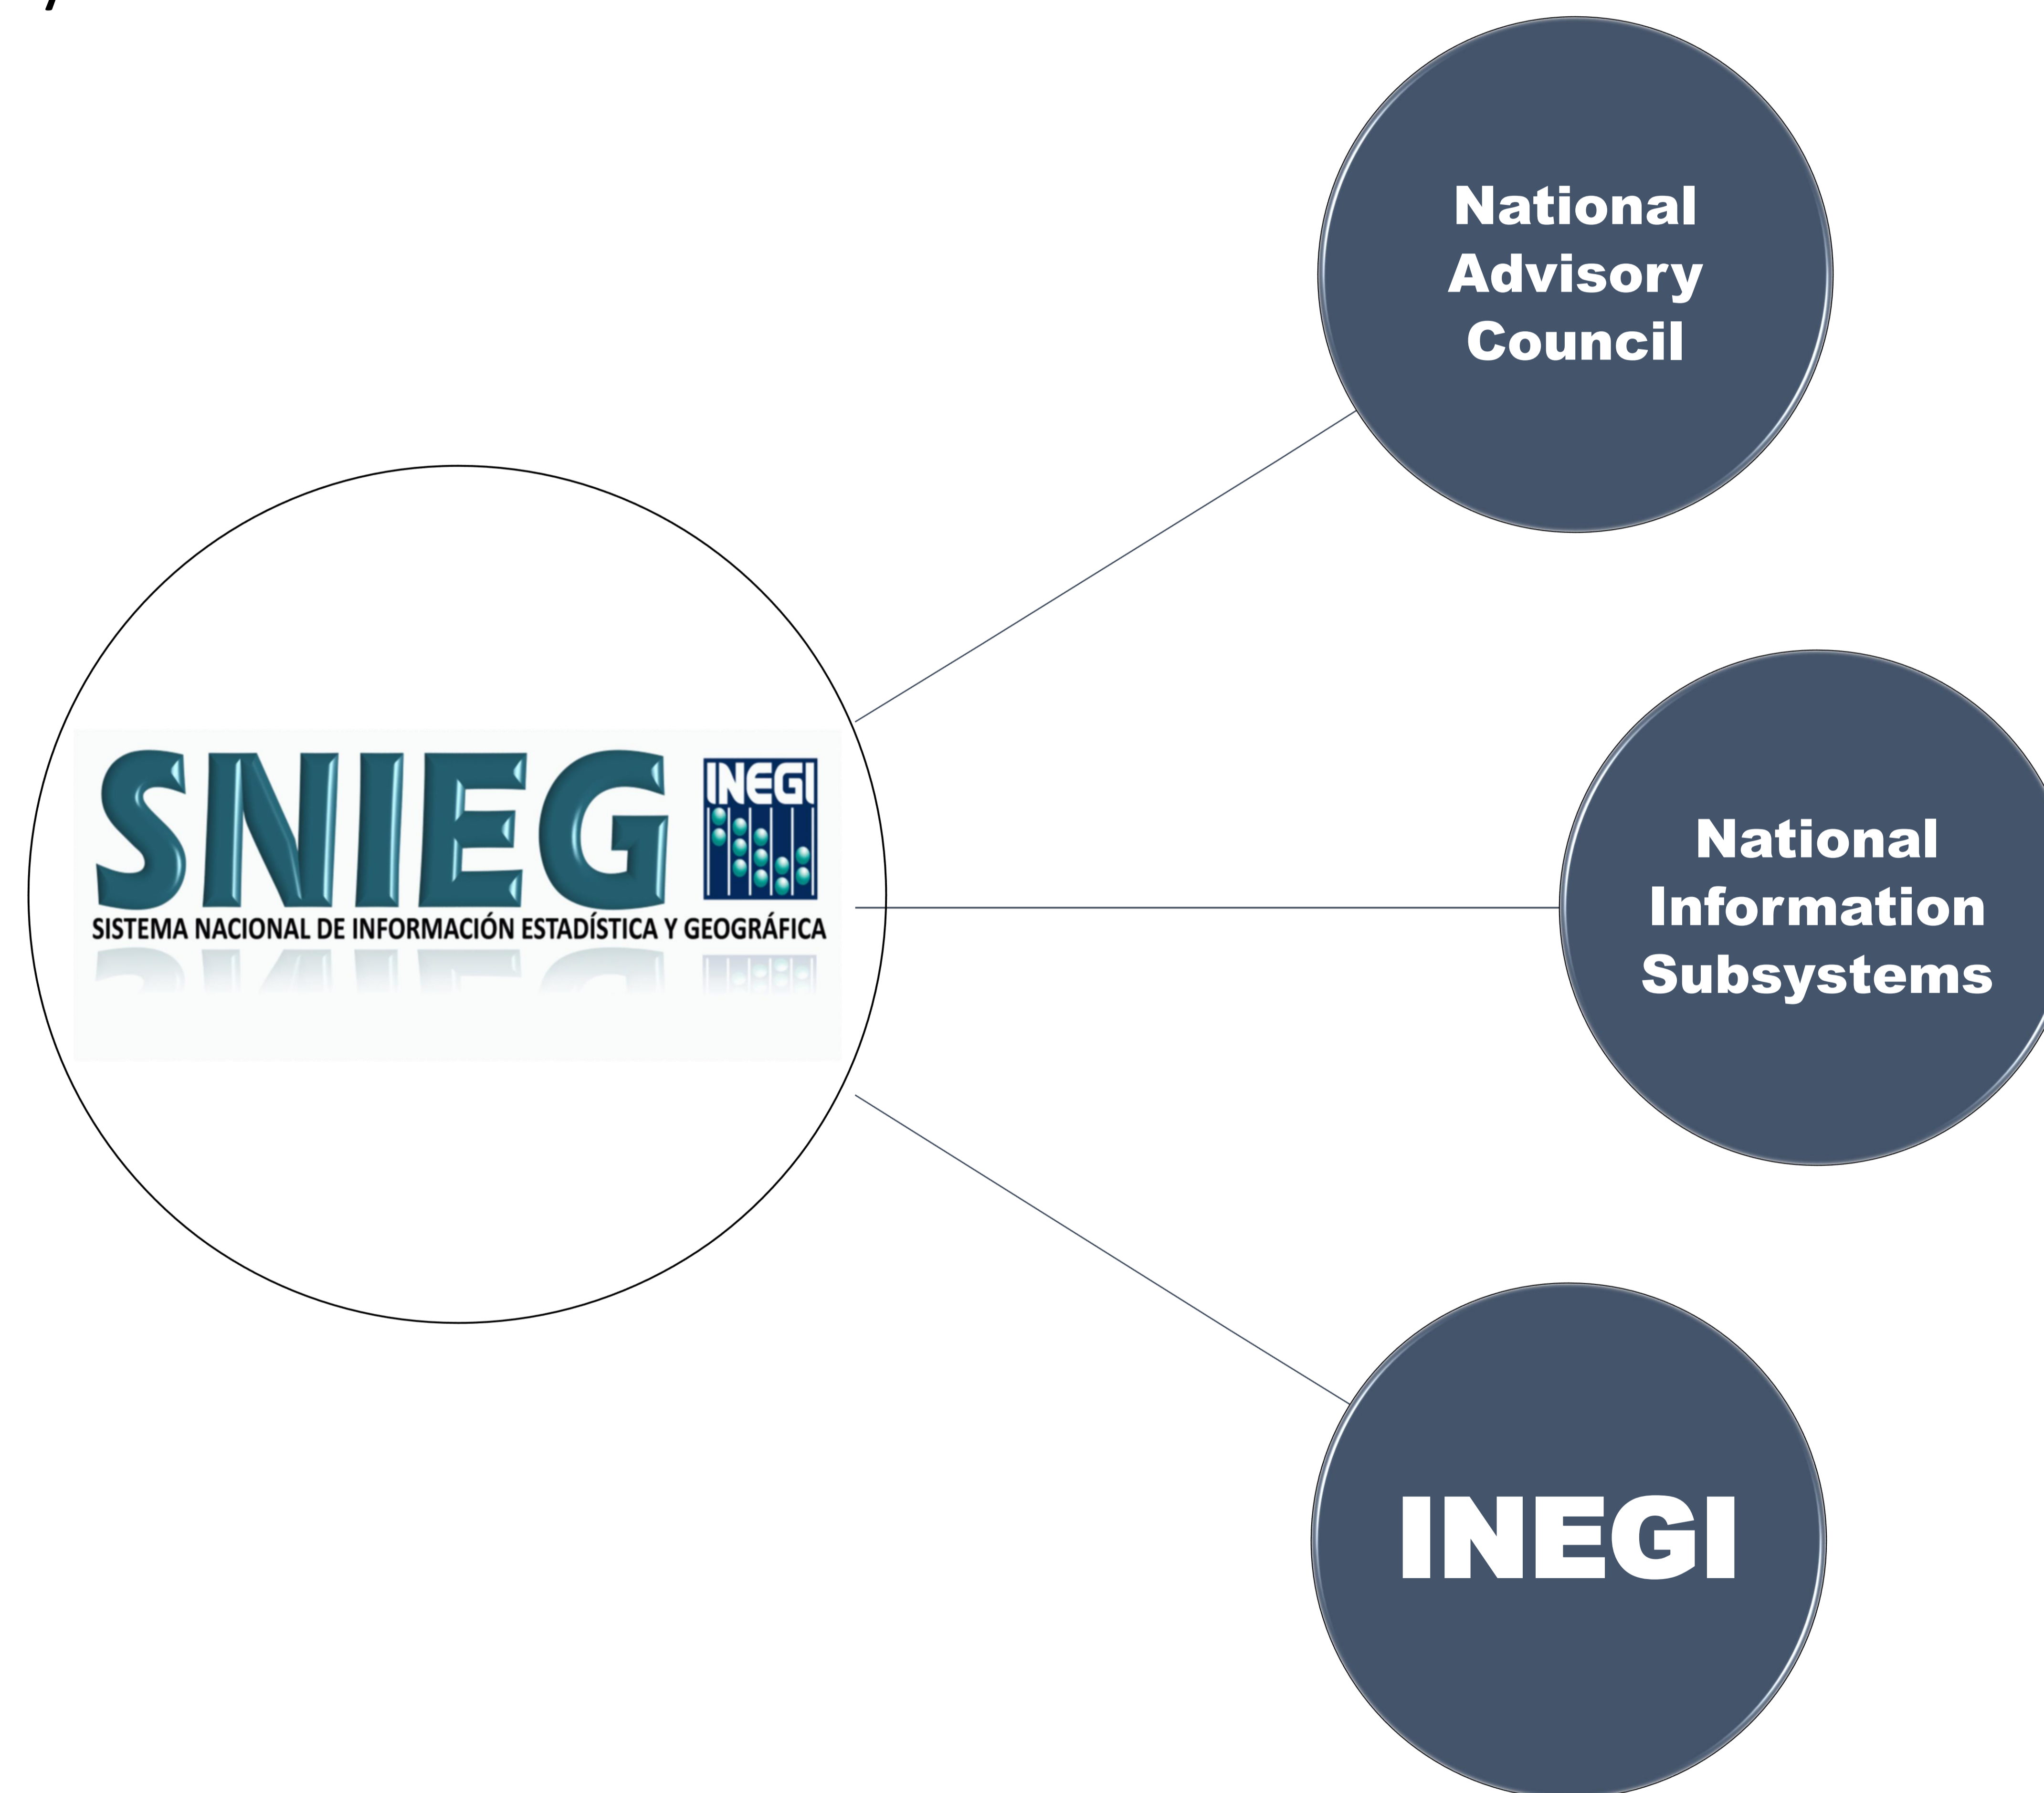 National
Advisory
Council
SNIEG
INEGI
SISTEMA NACIONAL DE INFORMACIÓN ESTADÍSTICA Y GEOGRÁFICA
National
Information
Subsystems
INEGI